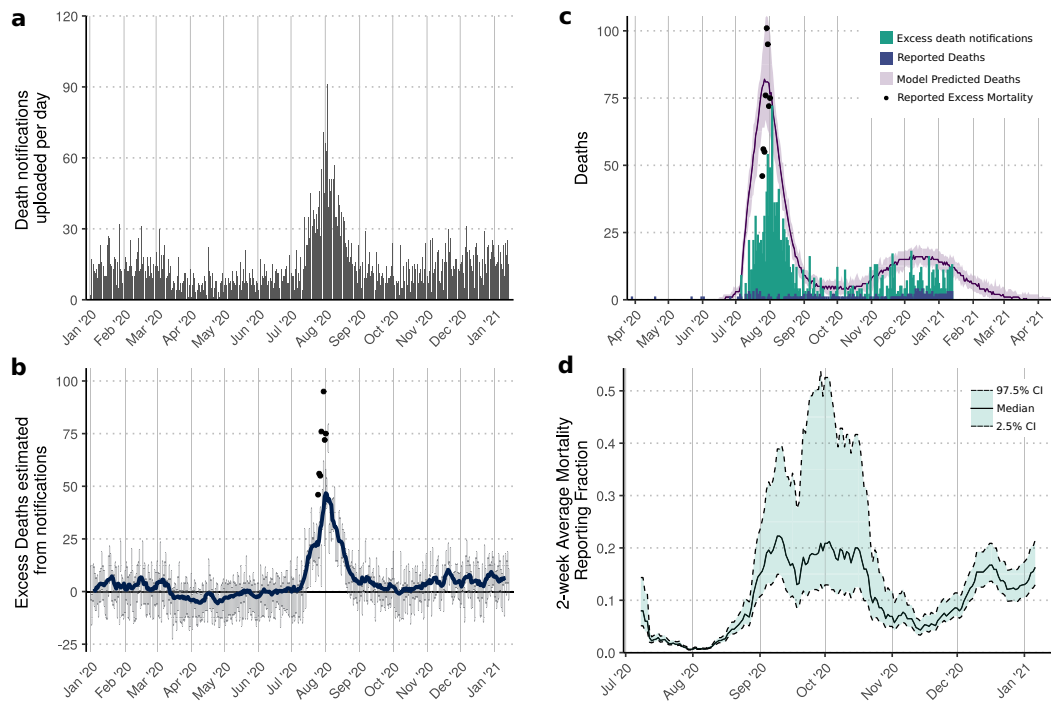 a
120
90
60
30
0
Death notifications
uploaded per day
Jan '20
Feb '20
Mar '20
Apr '20
May '20
Jun '20
Jul '20
Aug '20
Sep '20
Oct '20
Nov '20
Dec '20
Jan '21
c
100
75
50
25
0
Deaths
Excess death notifications
Reported Deaths
Model Predicted Deaths
Reported Excess Mortality
Apr '20
May '20
Jun '20
Jul '20
Aug '20
Sep '20
Oct '20
Nov '20
Dec '20
Jan '21
Feb '21
Mar '21
Apr '21
b
100
75
50
25
0
-25
Excess Deaths estimated
from notifications
Jan '20
Feb '20
Mar '20
Apr '20
May '20
Jun '20
Jul '20
Aug '20
Sep '20
Oct '20
Nov '20
Dec '20
Jan '21
d
0.5
0.4
0.3
0.2
0.1
0.0
2-week Average Mortality
Reporting Fraction
97.5% CI
Median
2.5% CI
Jul '20
Aug '20
Sep '20
Oct '20
Nov '20
Dec '20
Jan '21